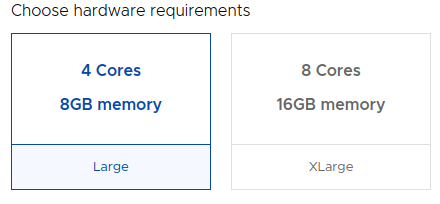 Choose hardware requirements
4 Cores
8GB memory
Large
8 Cores
16GB memory
XLarge